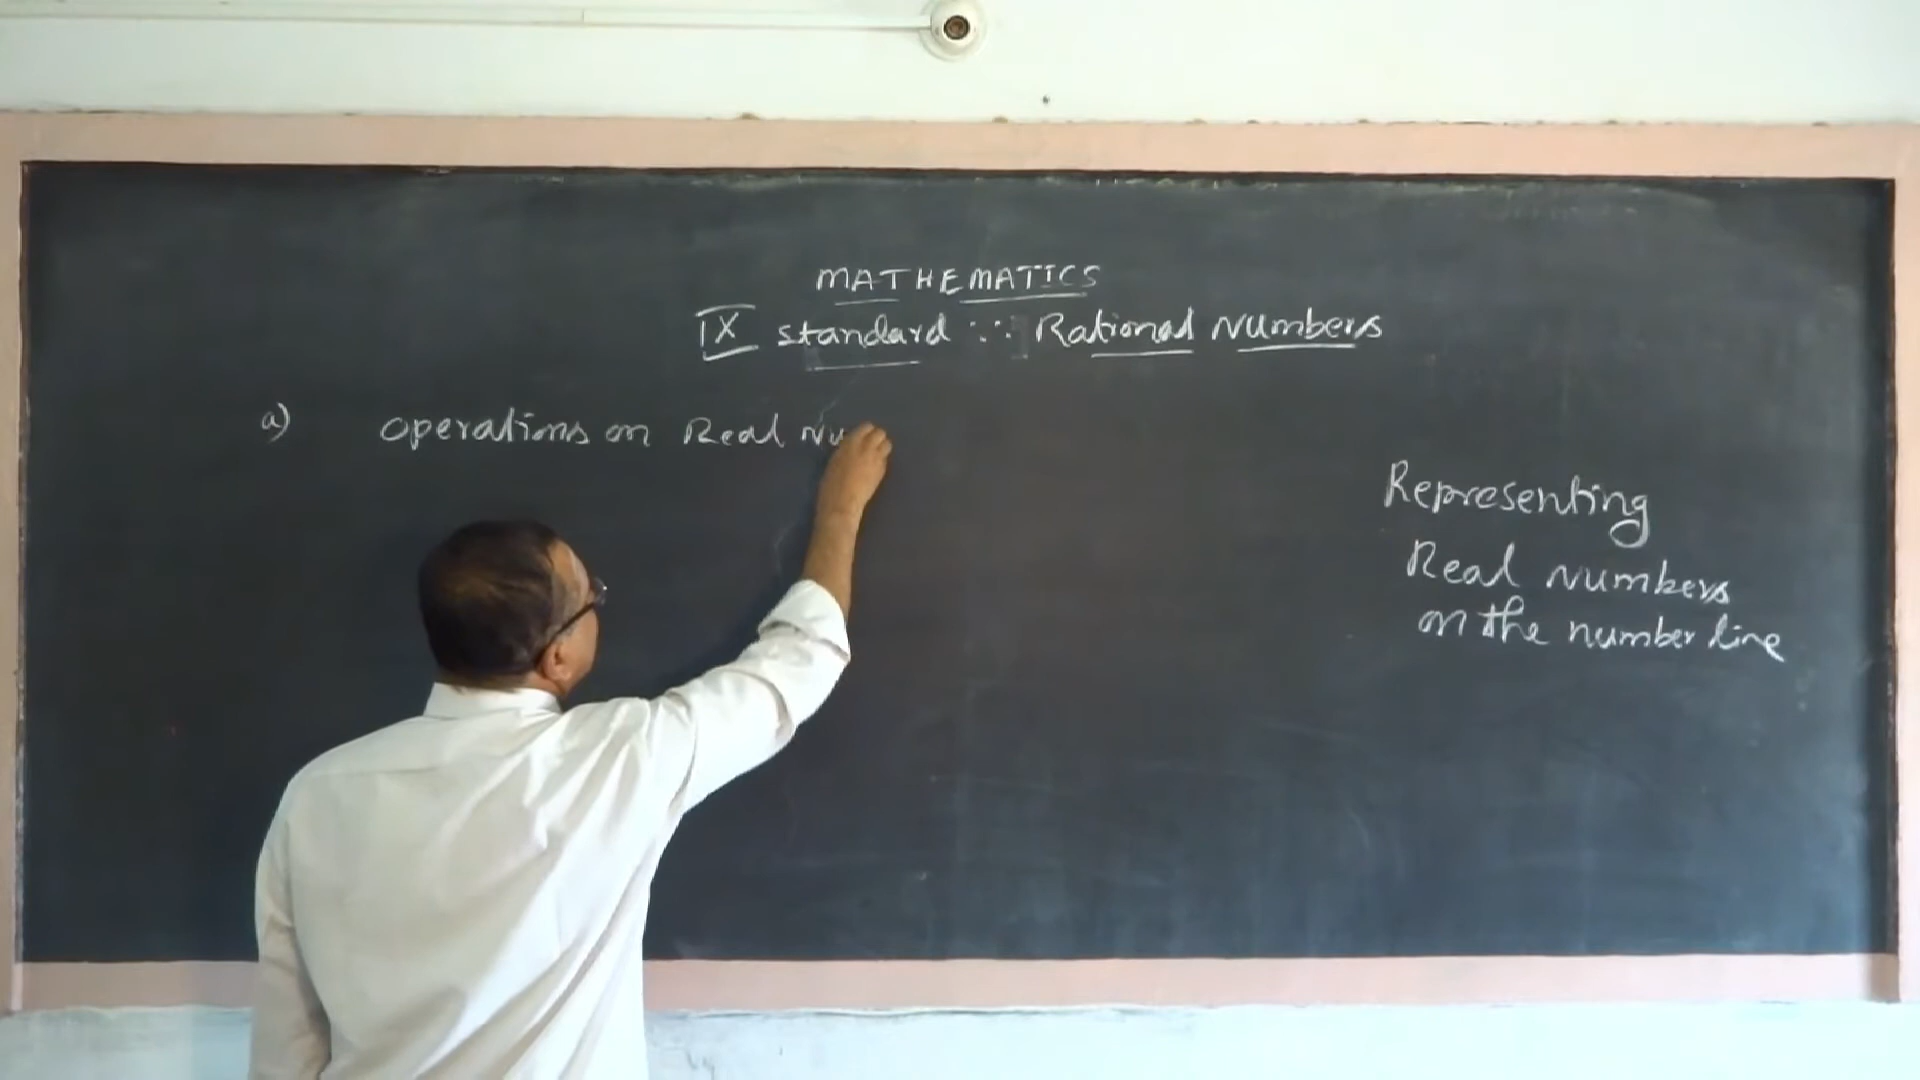 MATHEMATICS
IX standard ∵∴ Rational Numbers
a) Operations on Real Nu
Representing
Real numbers
on the number line